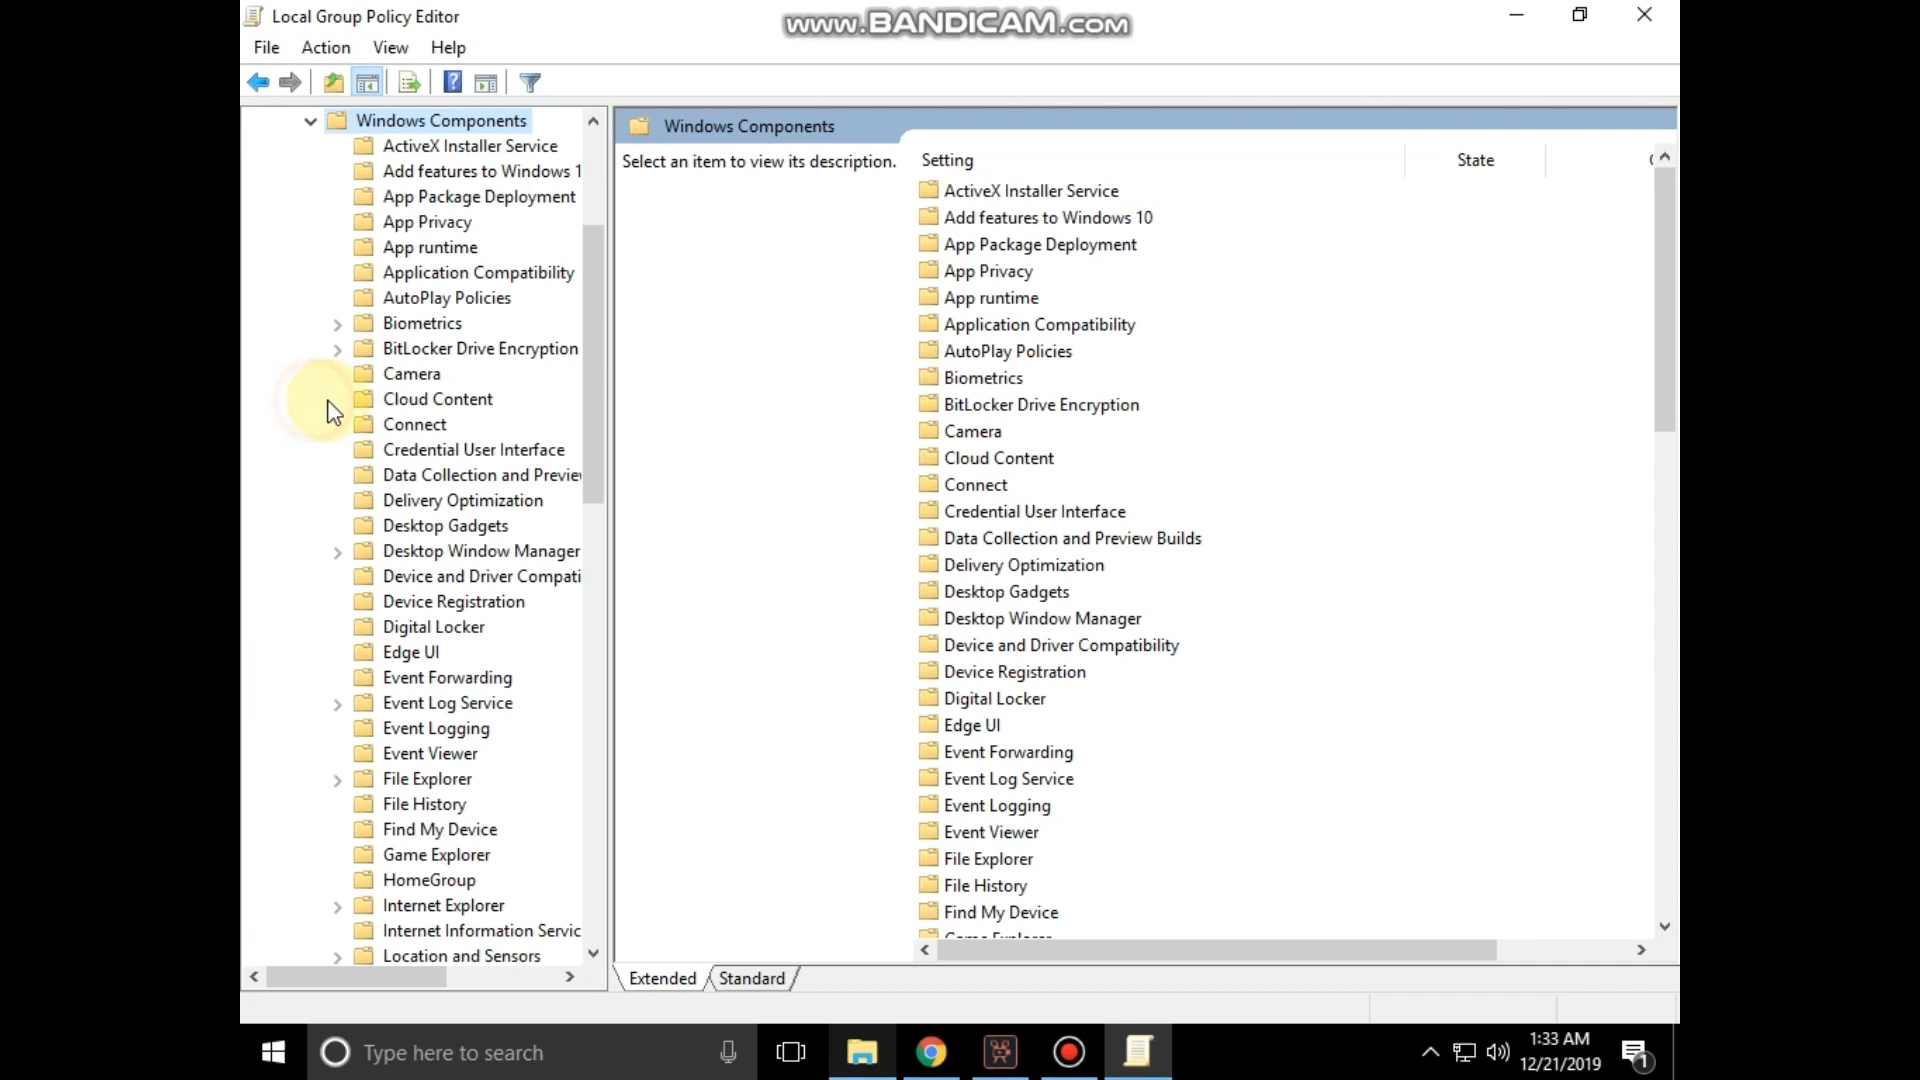 Local Group Policy Editor
www.BANDICAM.com
File Action View Help
Windows Components
ActiveX Installer Service
Add features to Windows 1
App Package Deployment
App Privacy
App runtime
Application Compatibility
AutoPlay Policies
Biometrics
BitLocker Drive Encryption
Camera
Cloud Content
Connect
Credential User Interface
Data Collection and Previe
Delivery Optimization
Desktop Gadgets
Desktop Window Manager
Device and Driver Compati
Device Registration
Digital Locker
Edge UI
Event Forwarding
Event Log Service
Event Logging
Event Viewer
File Explorer
File History
Find My Device
Game Explorer
HomeGroup
Internet Explorer
Internet Information Servic
Location and Sensors
Windows Components
Select an item to view its description.
Setting State
ActiveX Installer Service
Add features to Windows 10
App Package Deployment
App Privacy
App runtime
Application Compatibility
AutoPlay Policies
Biometrics
BitLocker Drive Encryption
Camera
Cloud Content
Connect
Credential User Interface
Data Collection and Preview Builds
Delivery Optimization
Desktop Gadgets
Desktop Window Manager
Device and Driver Compatibility
Device Registration
Digital Locker
Edge UI
Event Forwarding
Event Log Service
Event Logging
Event Viewer
File Explorer
File History
Find My Device
Extended Standard
Type here to search
1:33 AM
12/21/2019
1